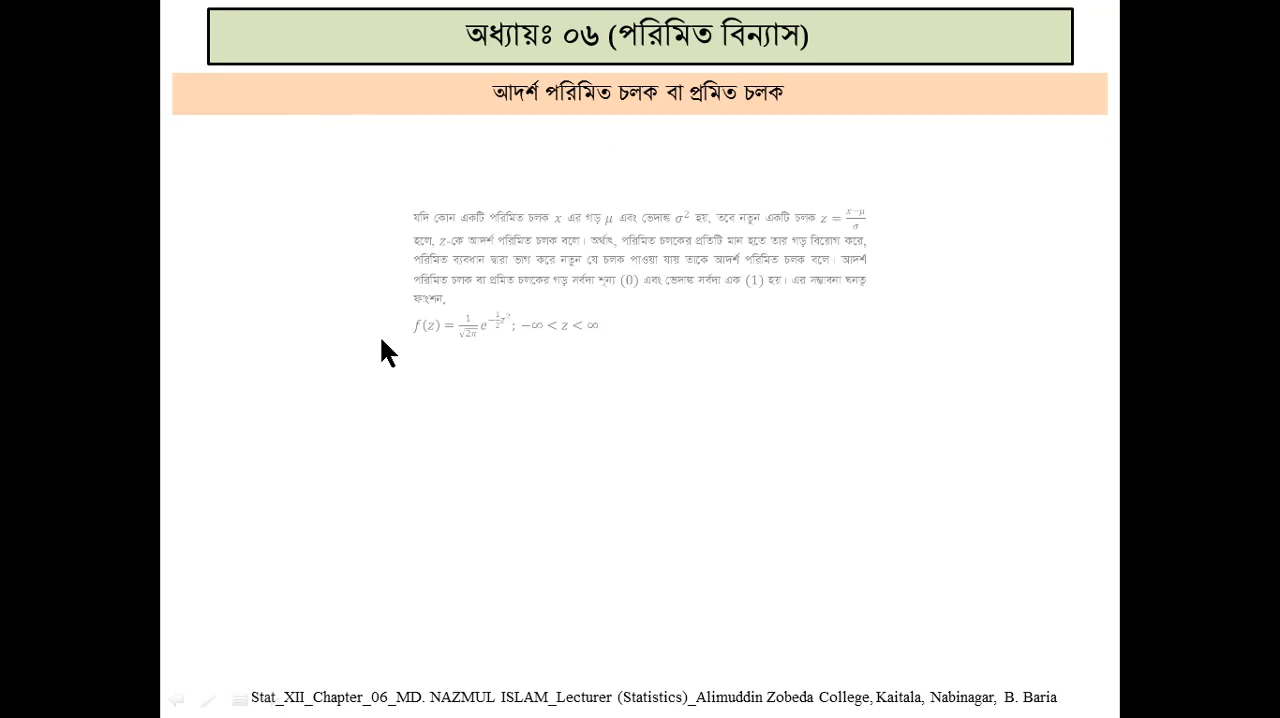 অধ্যায়ঃ ০৬ (পরিমিত বিন্যাস)
আদর্শ পরিমিত চলক বা প্রমিত চলক
যদি কোন একটি পরিমিত চলক x এর গড় μ এবং ভেদাঙ্ক σ² হয়, তবে নতুন একটি চলক z = (x−μ)/σ
হলে, z-কে আদর্শ পরিমিত চলক বলে। অর্থাৎ, পরিমিত চলকের প্রতিটি মান হতে তার গড় বিয়োগ করে,
পরিমিত ব্যবধান দ্বারা ভাগ করে নতুন যে চলক পাওয়া যায় তাকে আদর্শ পরিমিত চলক বলে। আদর্শ
পরিমিত চলক বা প্রমিত চলকের গড় সর্বদা শূন্য (0) এবং ভেদাঙ্ক সর্বদা এক (1) হয়। এর সম্ভাবনা ঘনত্ব
ফাংশন,
f(z) = 1/√2π e^(−½z²); −∞ < z < ∞
Stat_XII_Chapter_06_MD. NAZMUL ISLAM_Lecturer (Statistics)_Alimuddin Zobeda College, Kaitala, Nabinagar, B. Baria